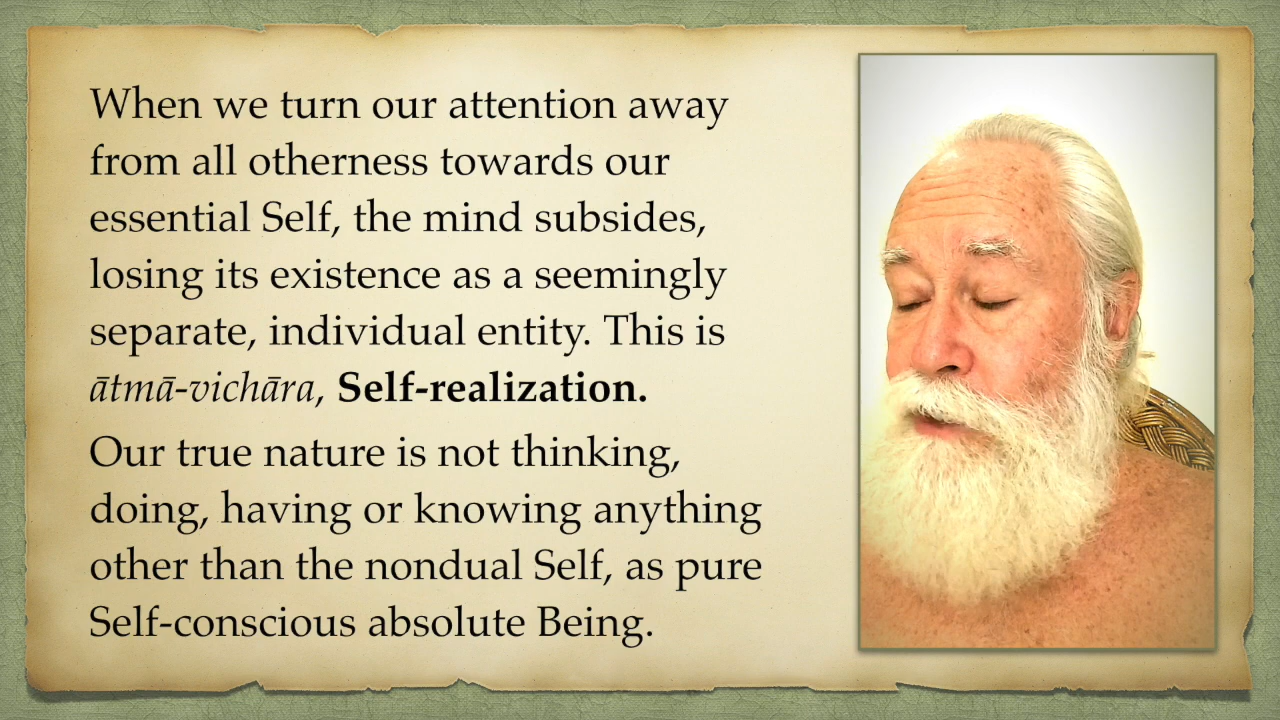 When we turn our attention away
from all otherness towards our
essential Self, the mind subsides,
losing its existence as a seemingly
separate, individual entity. This is
ātmā-vichāra, Self-realization.
Our true nature is not thinking,
doing, having or knowing anything
other than the nondual Self, as pure
Self-conscious absolute Being.